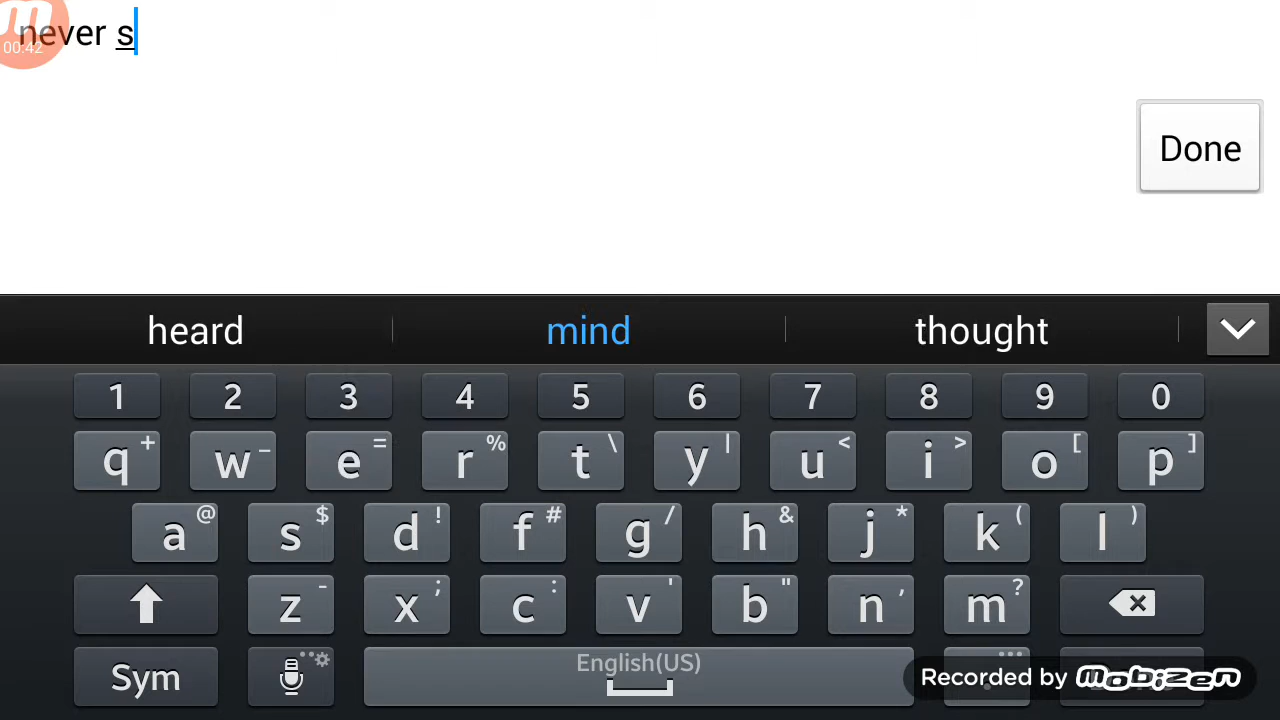 never s
00:42
Done
heard mind thought
1 2 3 4 5 6 7 8 9 0
q + w - e = r % t \ y | u < i > o [ p ]
a @ s $ d ! f # g / h & j * k ( l )
z - x ; c : v ' b " n , m ?
English(US)
Sym
Recorded by mobizen